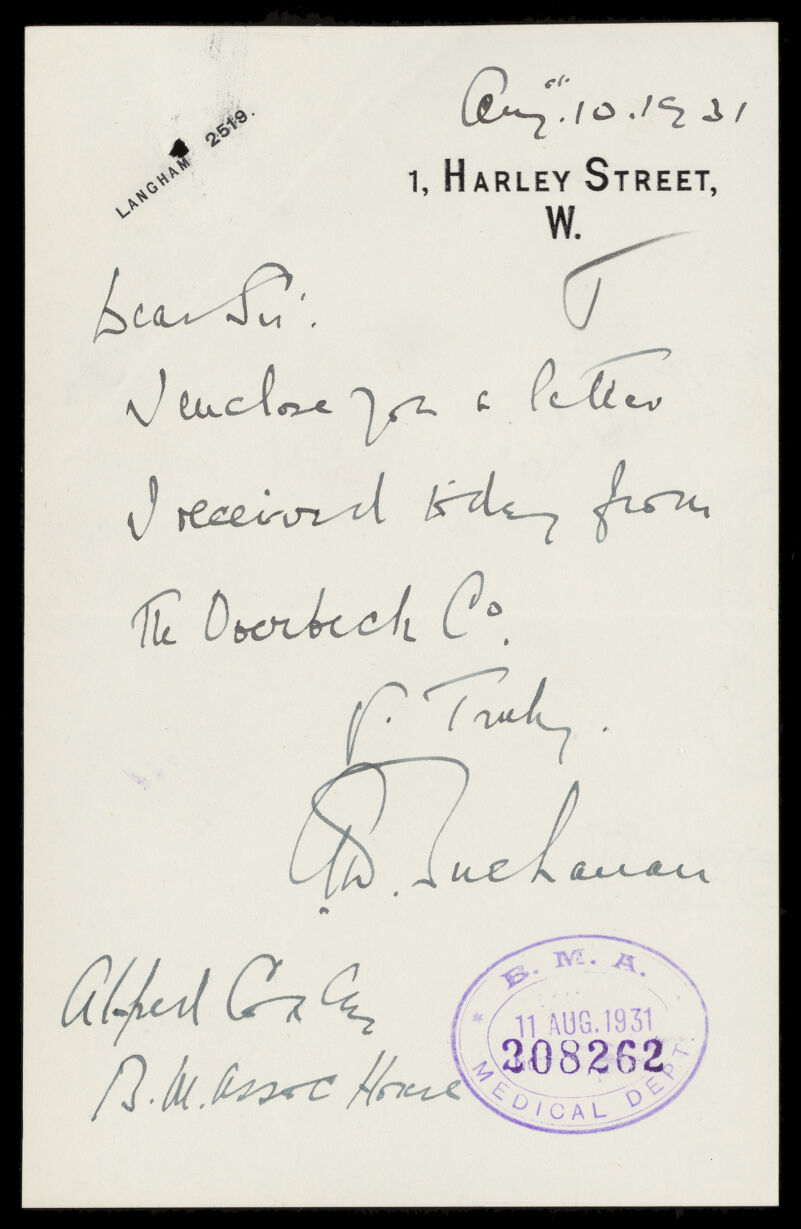 LANGHAM 2519.
Aug. 10. 1931
1, HARLEY STREET,
W.
Dear Sir:
I enclose you a letter
I received today from
The Overbeck Co.
V. Truly.
Buchanan
Alfred Cox Esq
B. M. Assoc House
B. M. A.
11 AUG. 1931
208262
MEDICAL DEPT